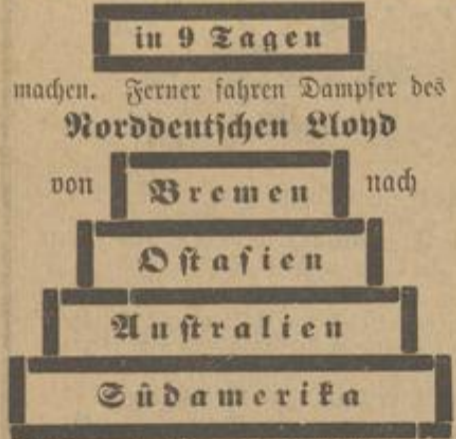 in 9 Tagen
machen. Ferner fahren Dampfer des
Norddeutschen Lloyd
von Bremen nach
Ostasien
Australien
Südamerika